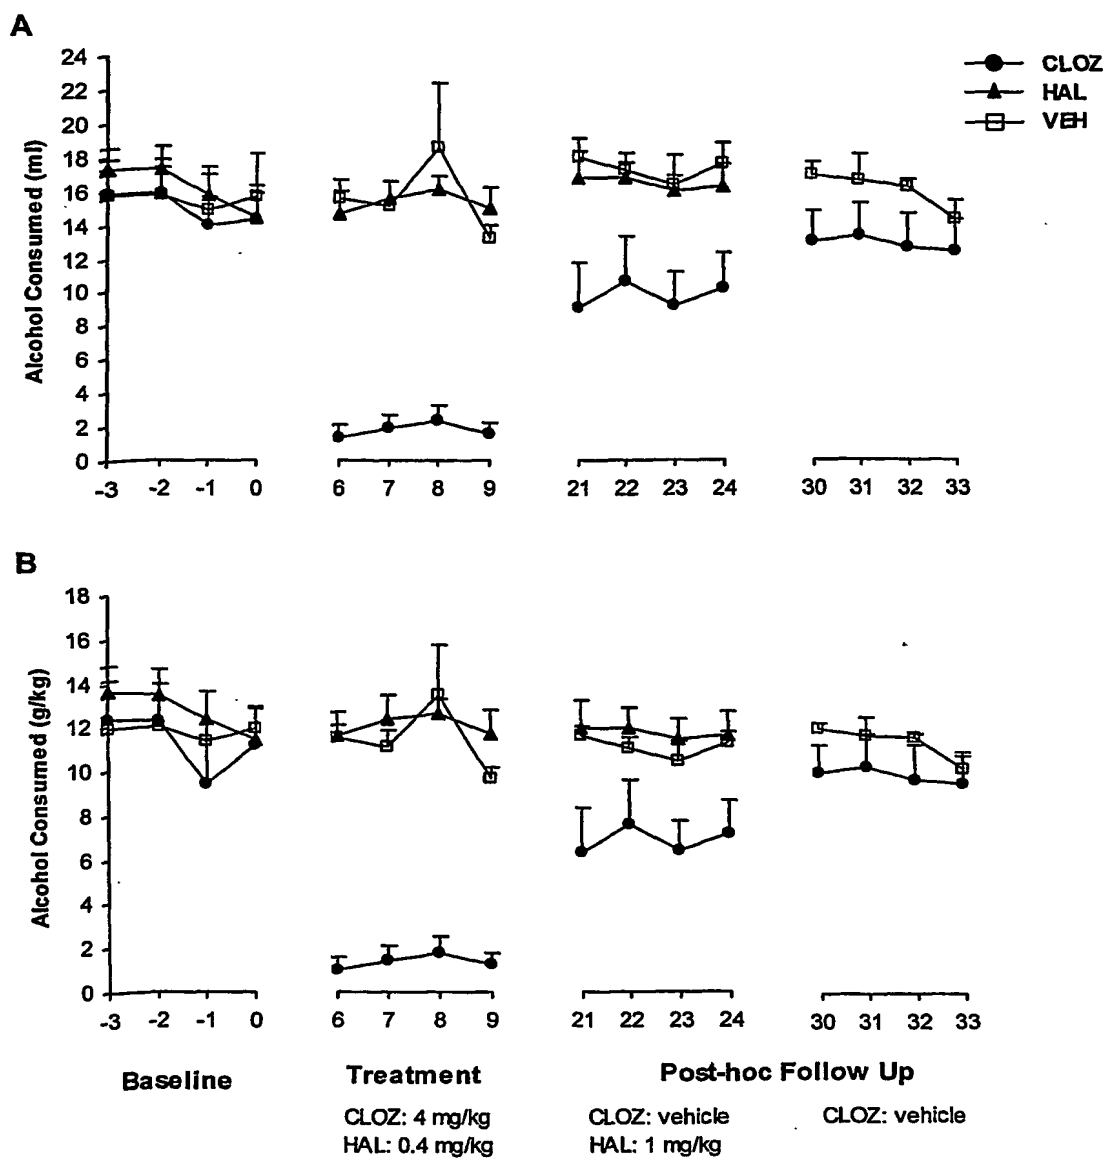 A
24
22
20
18
16
14
12
10
8
6
4
2
0
Alcohol Consumed (ml)
CLOZ
HAL
VEH
-3 -2 -1 0 6 7 8 9 21 22 23 24 30 31 32 33
B
18
16
14
12
10
8
6
4
2
0
Alcohol Consumed (g/kg)
-3 -2 -1 0 6 7 8 9 21 22 23 24 30 31 32 33
Baseline Treatment Post-hoc Follow Up
CLOZ: 4 mg/kg CLOZ: vehicle CLOZ: vehicle
HAL: 0.4 mg/kg HAL: 1 mg/kg